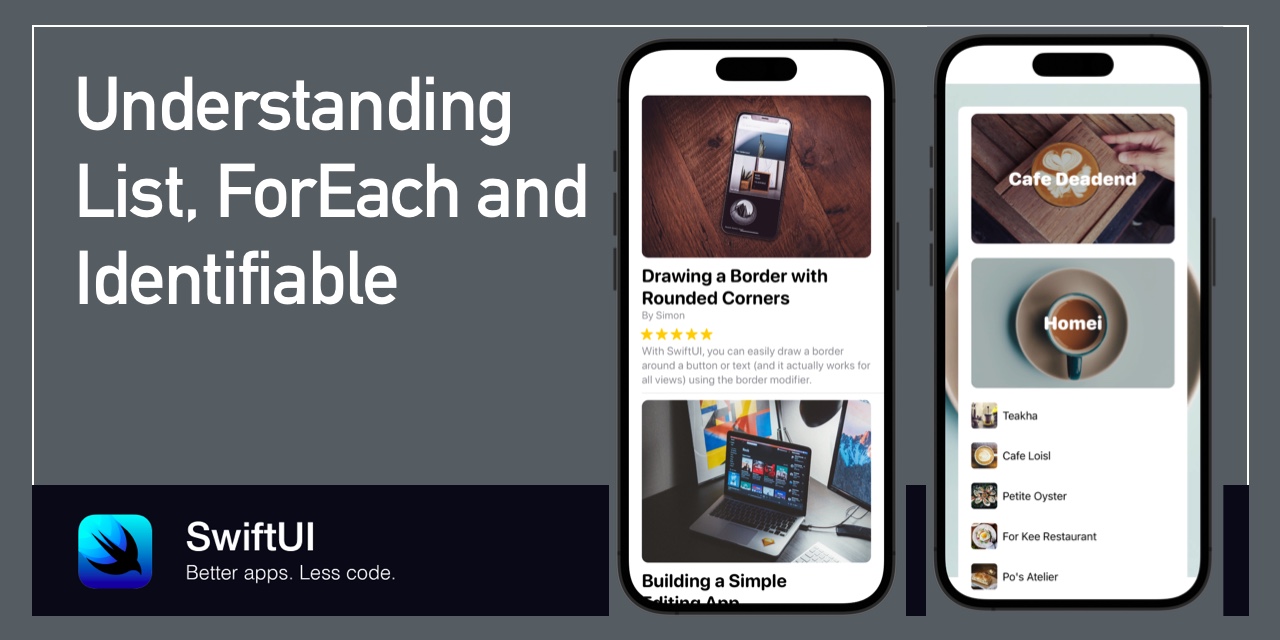 Understanding
List, ForEach and
Identifiable
SwiftUI
Better apps. Less code.
Drawing a Border with
Rounded Corners
By Simon
With SwiftUI, you can easily draw a border
around a button or text (and it actually works for
all views) using the border modifier.
Building a Simple
Editing App
Cafe Deadend
Homei
Teakha
Cafe Loisl
Petite Oyster
For Kee Restaurant
Po's Atelier